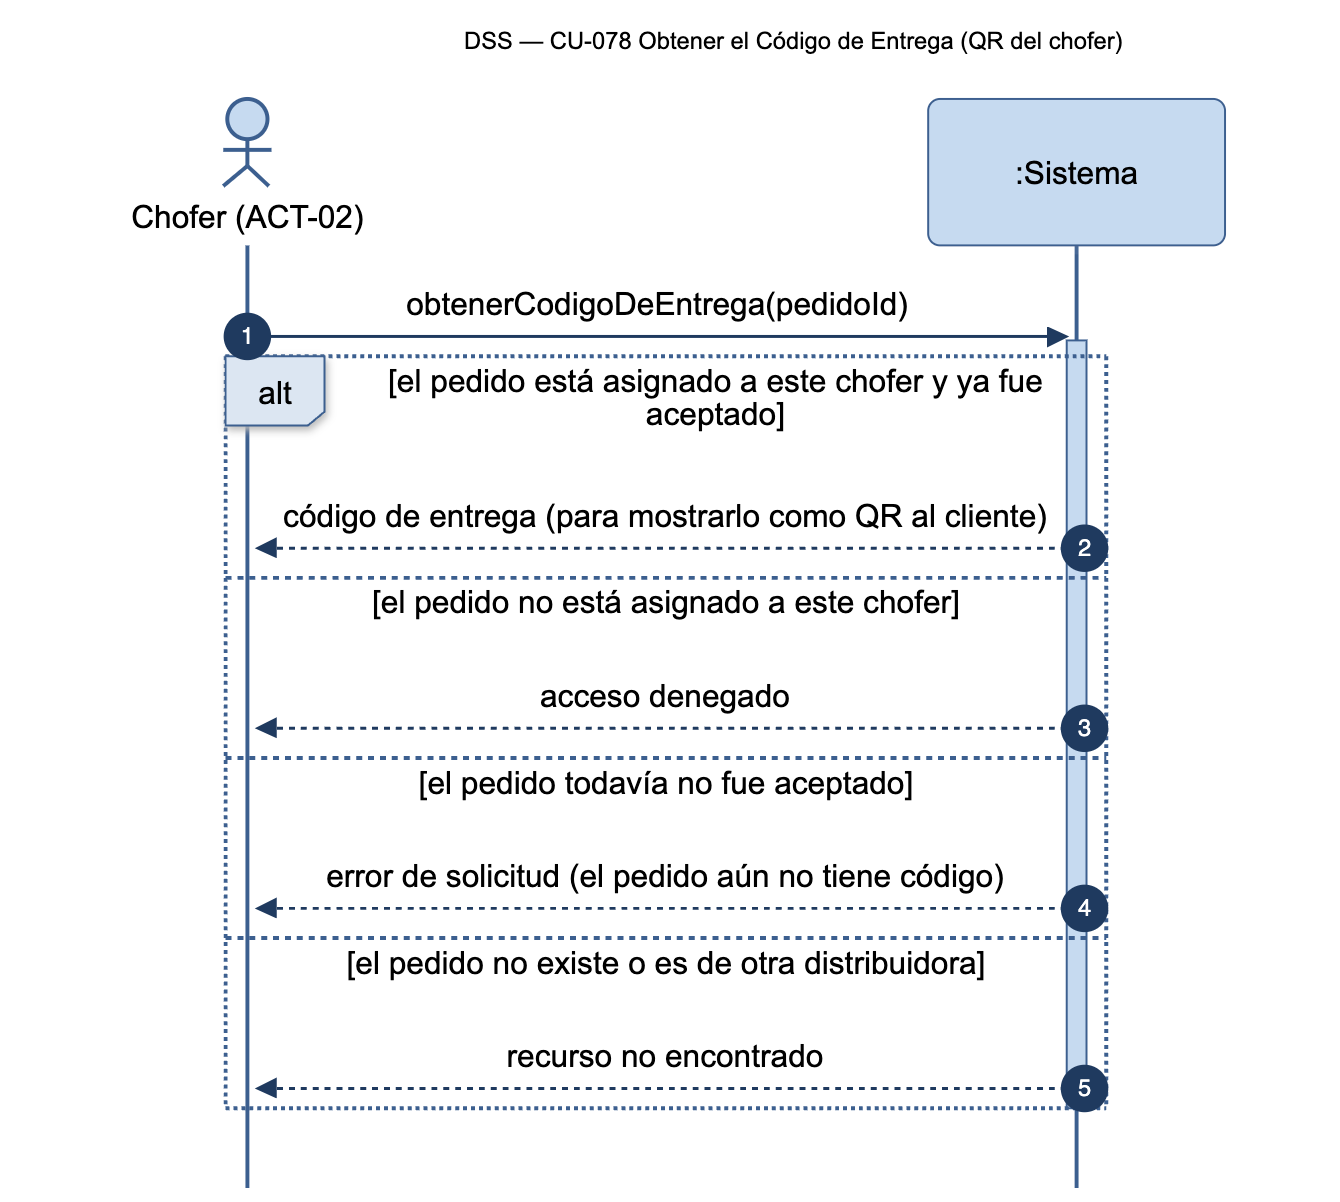 DSS — CU-078 Obtener el Código de Entrega (QR del chofer)
Chofer (ACT-02)
:Sistema
obtenerCodigoDeEntrega(pedidoId)
1
alt
[el pedido está asignado a este chofer y ya fue
aceptado]
código de entrega (para mostrarlo como QR al cliente)
2
[el pedido no está asignado a este chofer]
acceso denegado
3
[el pedido todavía no fue aceptado]
error de solicitud (el pedido aún no tiene código)
4
[el pedido no existe o es de otra distribuidora]
recurso no encontrado
5